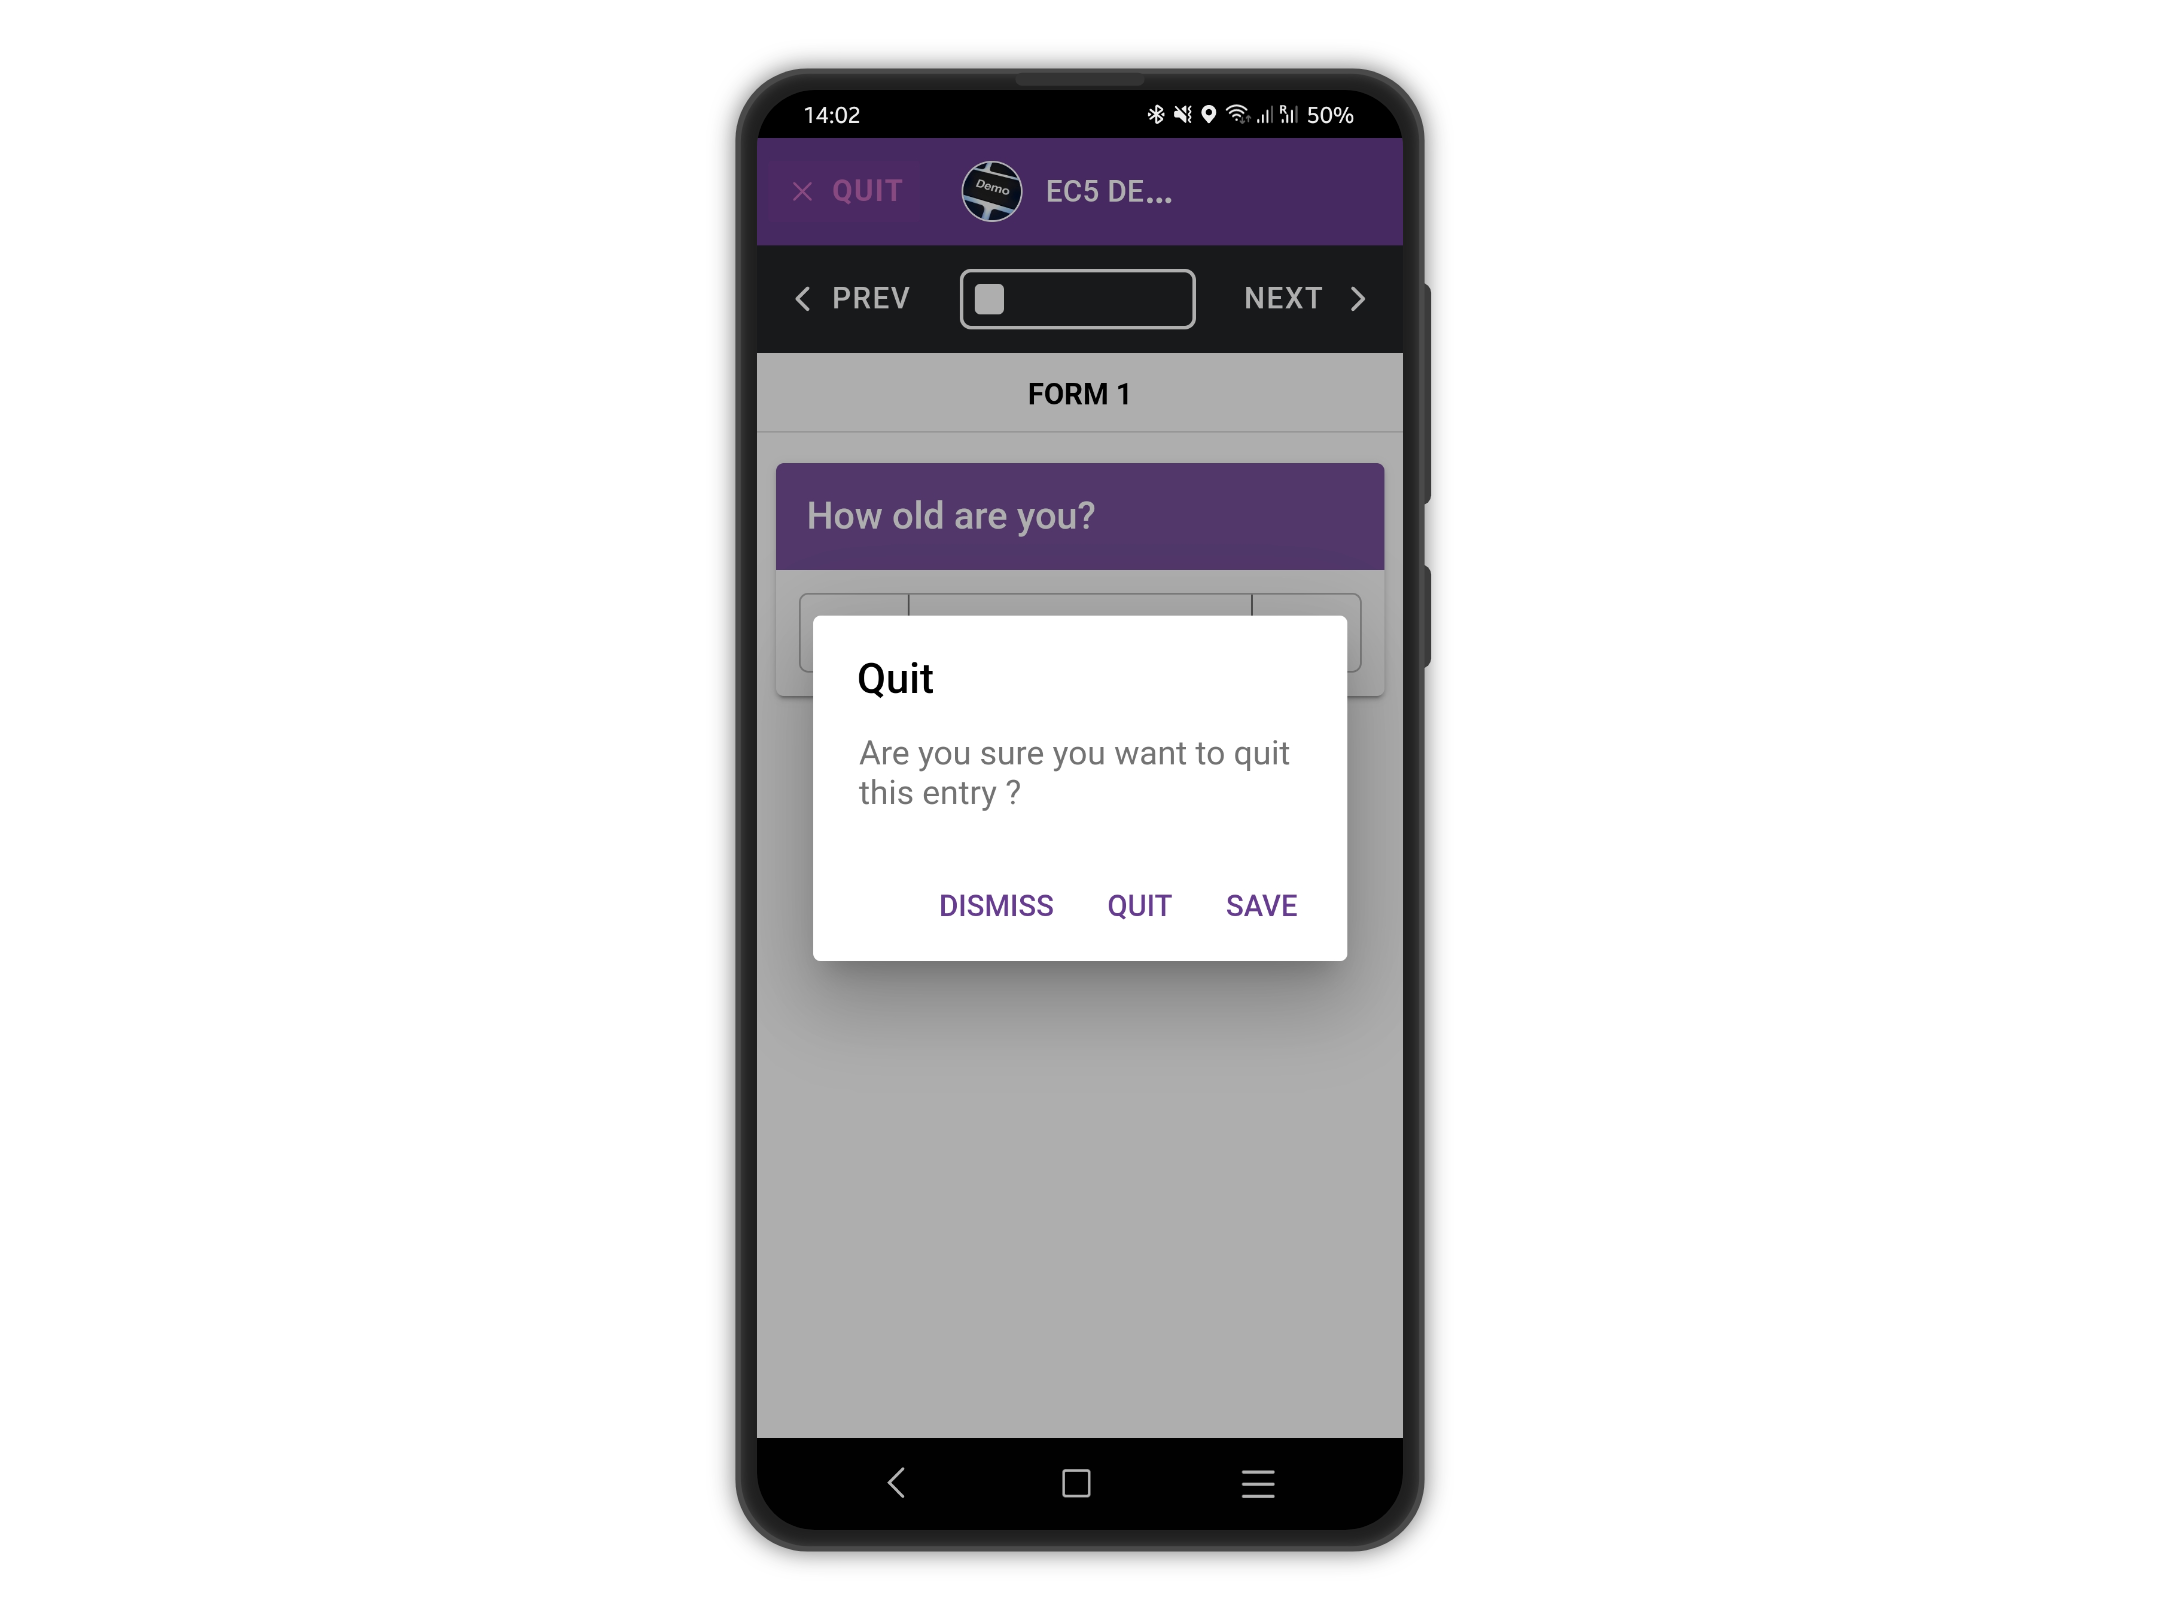 14:02 R 50%
QUIT Demo EC5 DE...
PREV NEXT
FORM 1
How old are you?
Quit
Are you sure you want to quit
this entry ?
DISMISS QUIT SAVE